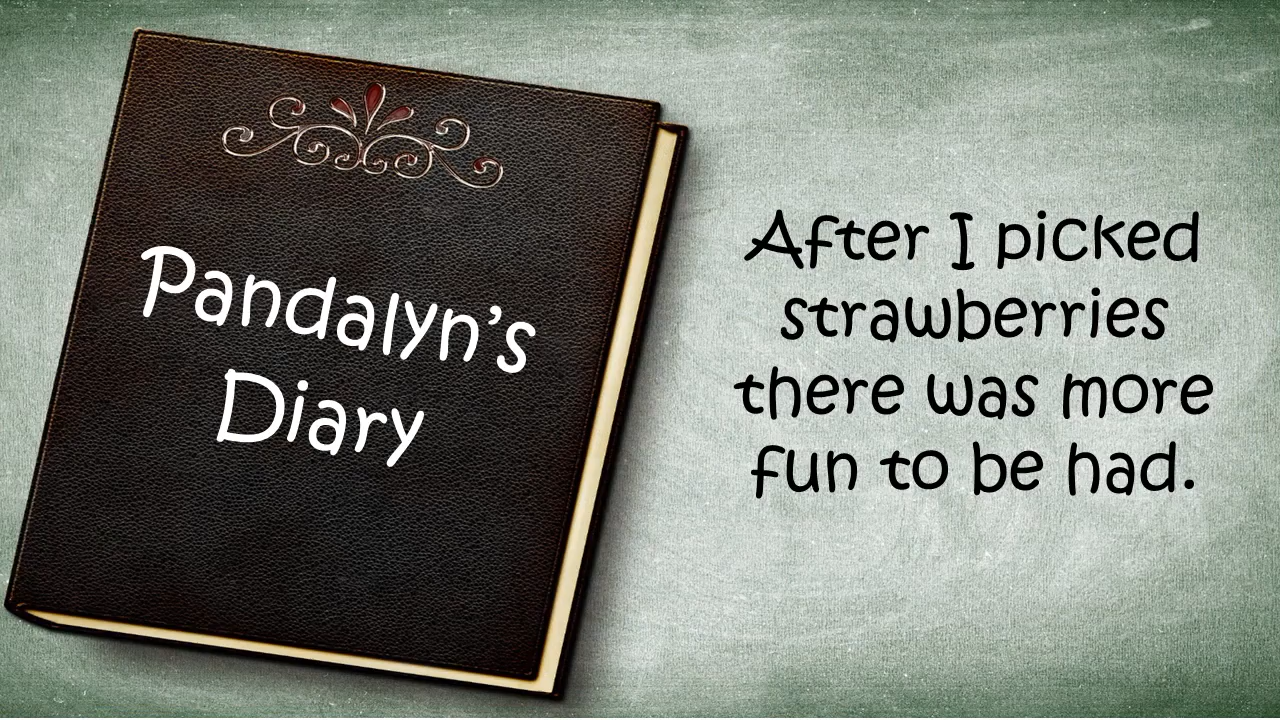 Pandalyn’s
Diary
After I picked
strawberries
there was more
fun to be had.